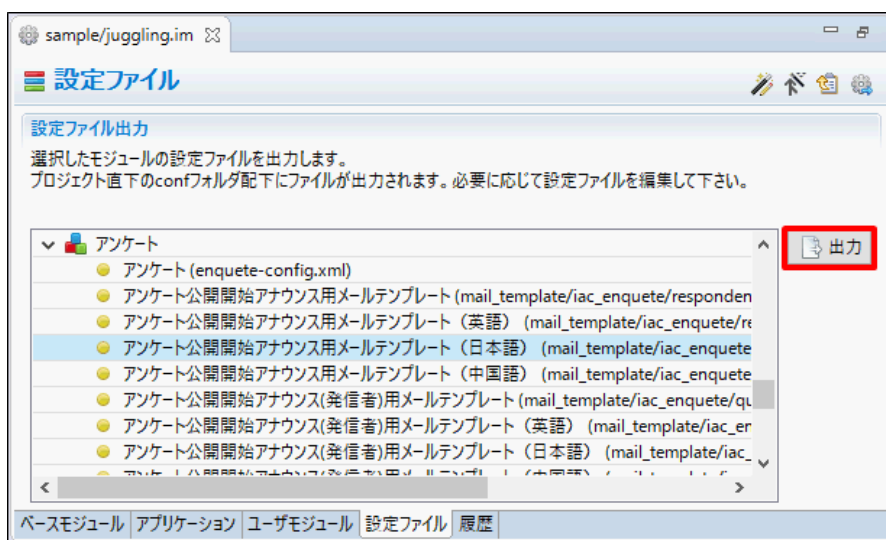 sample/juggling.im
設定ファイル
設定ファイル出力
選択したモジュールの設定ファイルを出力します。
プロジェクト直下のconfフォルダ配下にファイルが出力されます。必要に応じて設定ファイルを編集して下さい。
アンケート
出力
アンケート (enquete-config.xml)
アンケート公開開始アナウンス用メールテンプレート (mail_template/iac_enquete/responden
アンケート公開開始アナウンス用メールテンプレート（英語） (mail_template/iac_enquete/re
アンケート公開開始アナウンス用メールテンプレート（日本語） (mail_template/iac_enquete
アンケート公開開始アナウンス用メールテンプレート（中国語） (mail_template/iac_enquete
アンケート公開開始アナウンス(発信者)用メールテンプレート (mail_template/iac_enquete/qu
アンケート公開開始アナウンス(発信者)用メールテンプレート（英語） (mail_template/iac_en
アンケート公開開始アナウンス(発信者)用メールテンプレート（日本語） (mail_template/iac_
ベースモジュール アプリケーション ユーザモジュール 設定ファイル 履歴